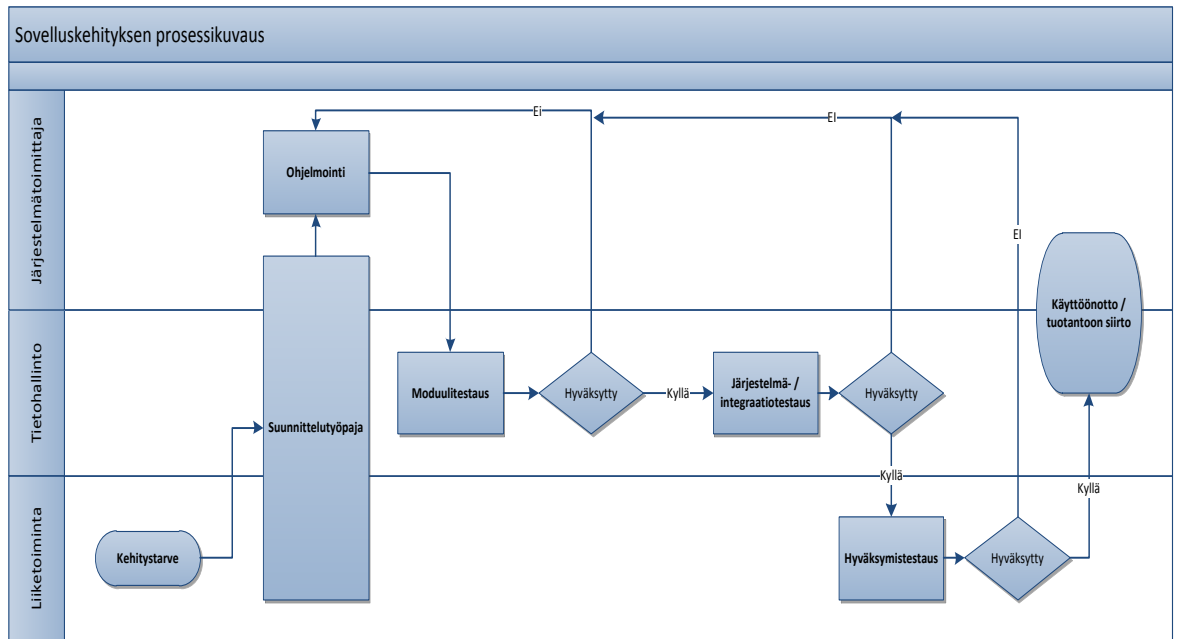 Sovelluskehityksen prosessikuvaus
Järjestelmätoimittaja
Ei
EI
Ohjelmointi
EI
Käyttöönotto /
tuotantoon siirto
Tietohallinto
Suunnittelutyöpaja
Moduulitestaus
Hyväksytty
Kyllä
Järjestelmä- /
integraatiotestaus
Hyväksytty
Liiketoiminta
Kyllä
Kyllä
Kehitystarve
Hyväksymistestaus
Hyväksytty